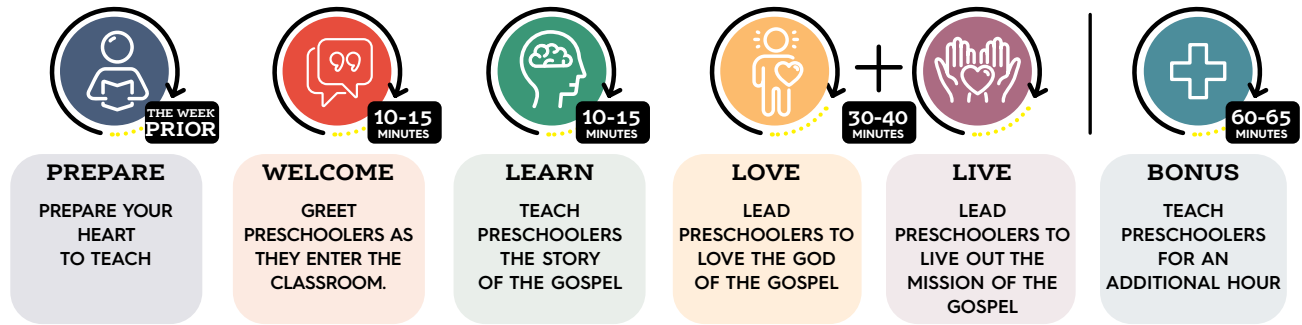 THE WEEK
PRIOR
10-15
MINUTES
10-15
MINUTES
30-40
MINUTES
60-65
MINUTES
PREPARE
PREPARE YOUR
HEART
TO TEACH
WELCOME
GREET
PRESCHOOLERS AS
THEY ENTER THE
CLASSROOM.
LEARN
TEACH
PRESCHOOLERS
THE STORY
OF THE GOSPEL
LOVE
LEAD
PRESCHOOLERS TO
LOVE THE GOD
OF THE GOSPEL
LIVE
LEAD
PRESCHOOLERS TO
LIVE OUT THE
MISSION OF THE
GOSPEL
BONUS
TEACH
PRESCHOOLERS
FOR AN
ADDITIONAL HOUR